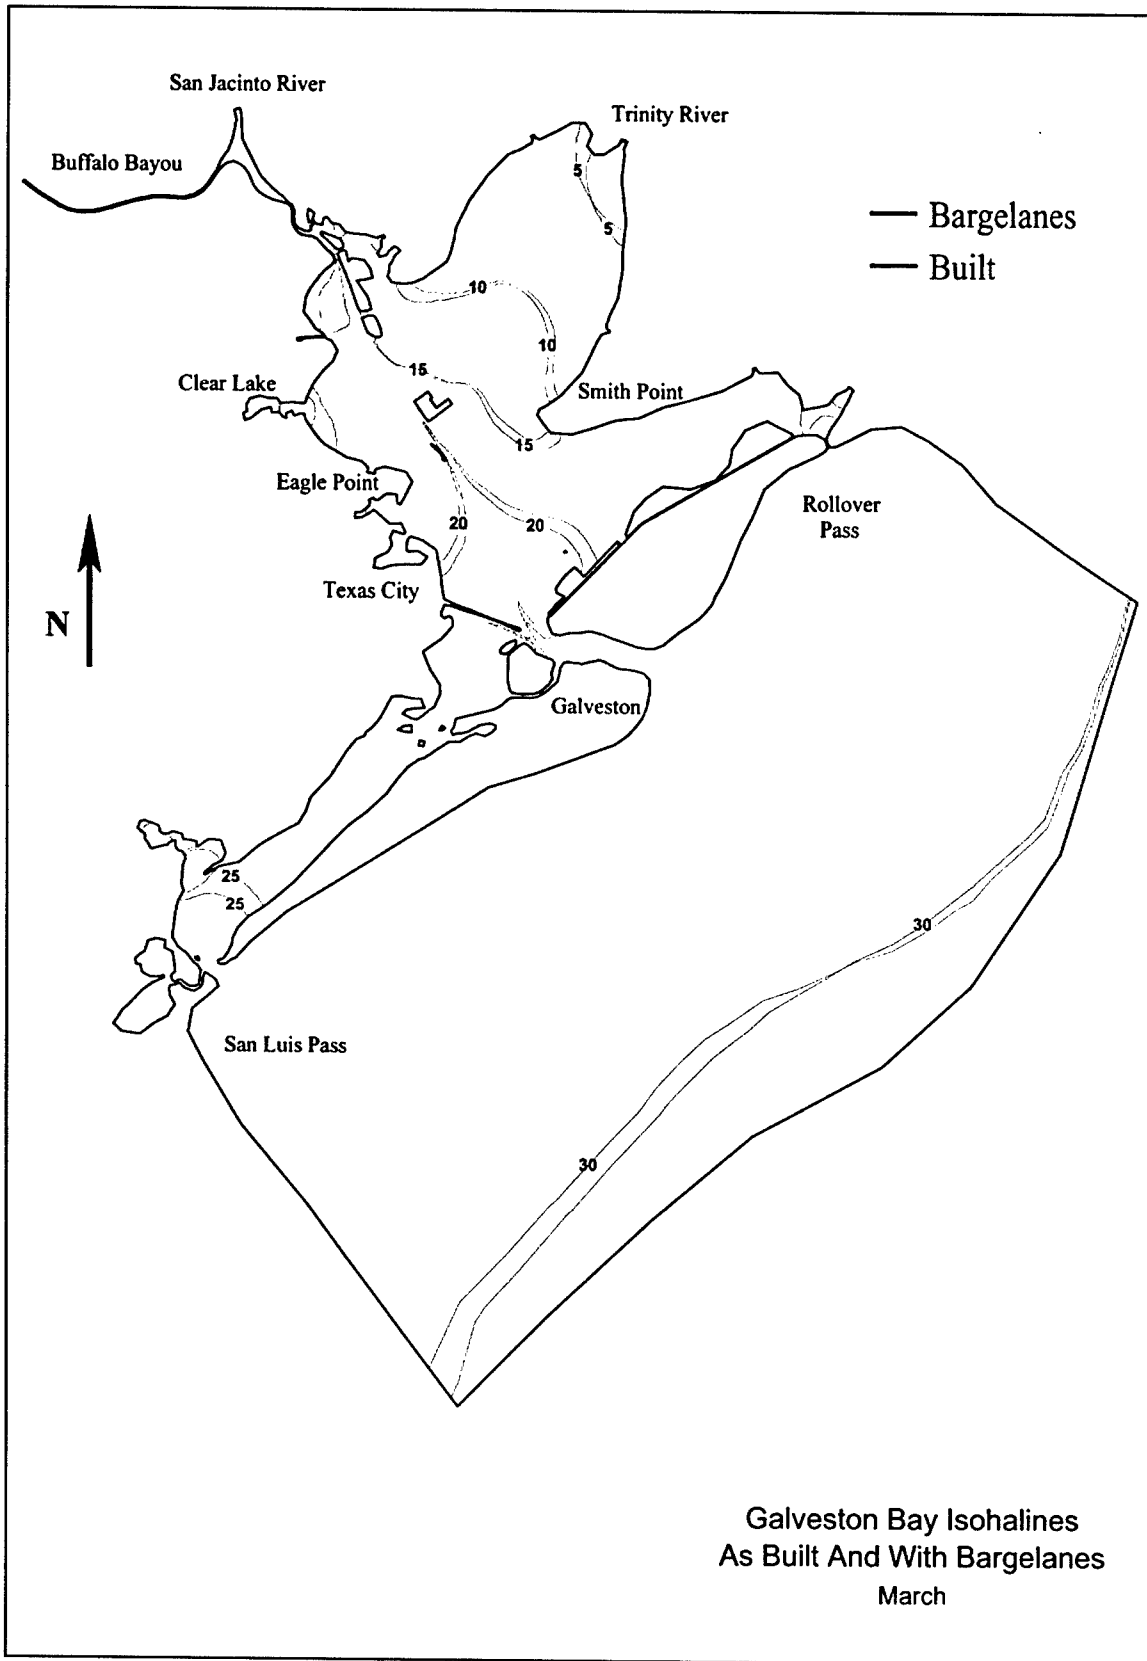 San Jacinto River
Trinity River
Buffalo Bayou
5
Bargelanes
5
Built
10
10
15
Clear Lake
Smith Point
15
Eagle Point
Rollover
Pass
20
20
Texas City
N
Galveston
25
25
30
San Luis Pass
30
Galveston Bay Isohalines
As Built And With Bargelanes
March